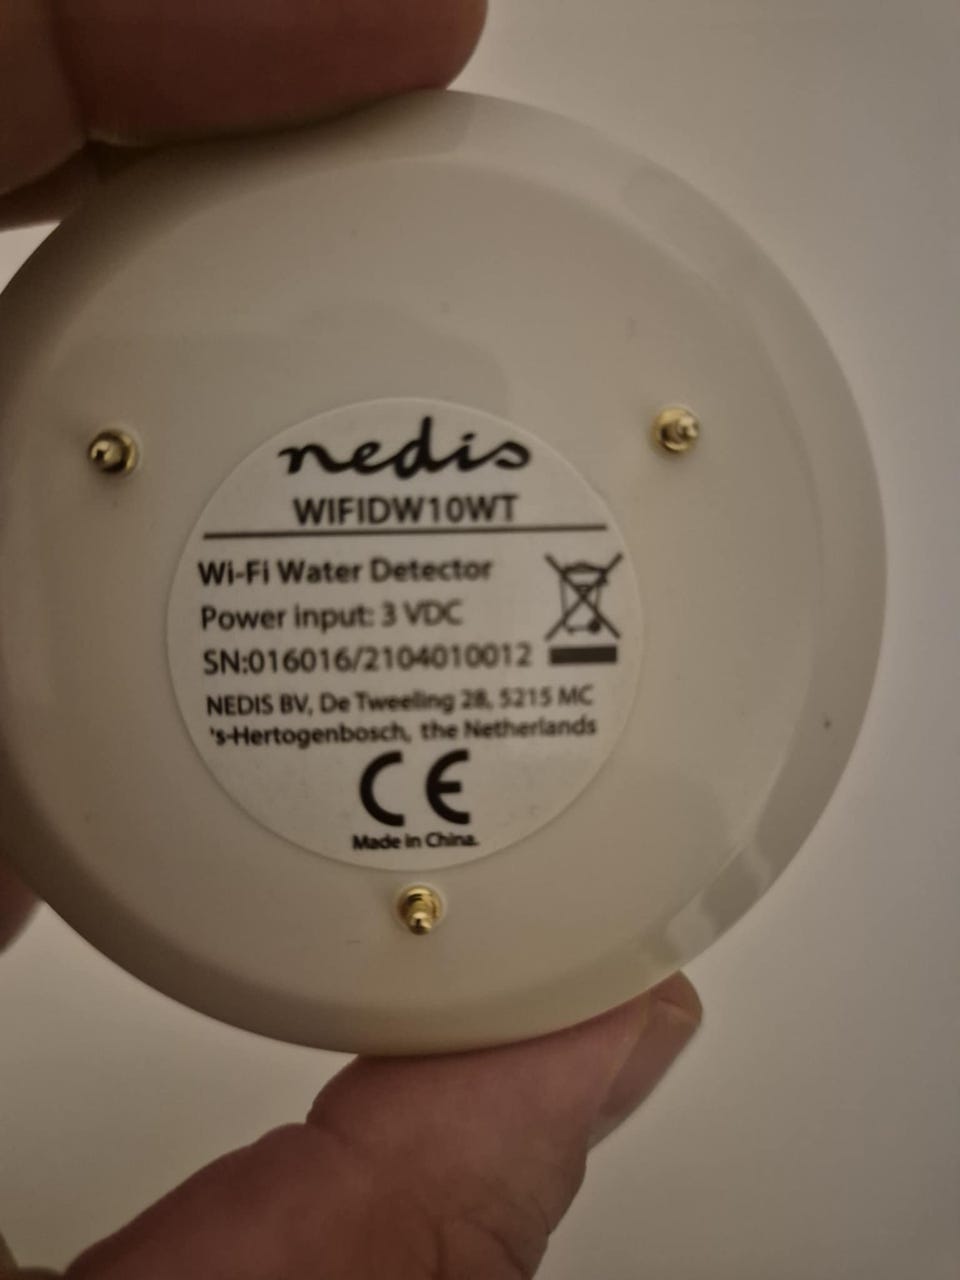 nedis
WIFIDW10WT
Wi-Fi Water Detector
Power input: 3 VDC
SN:016016/2104010012
NEDIS BV, De Tweeling 28, 5215 MC
's-Hertogenbosch, the Netherlands
CE
Made in China.